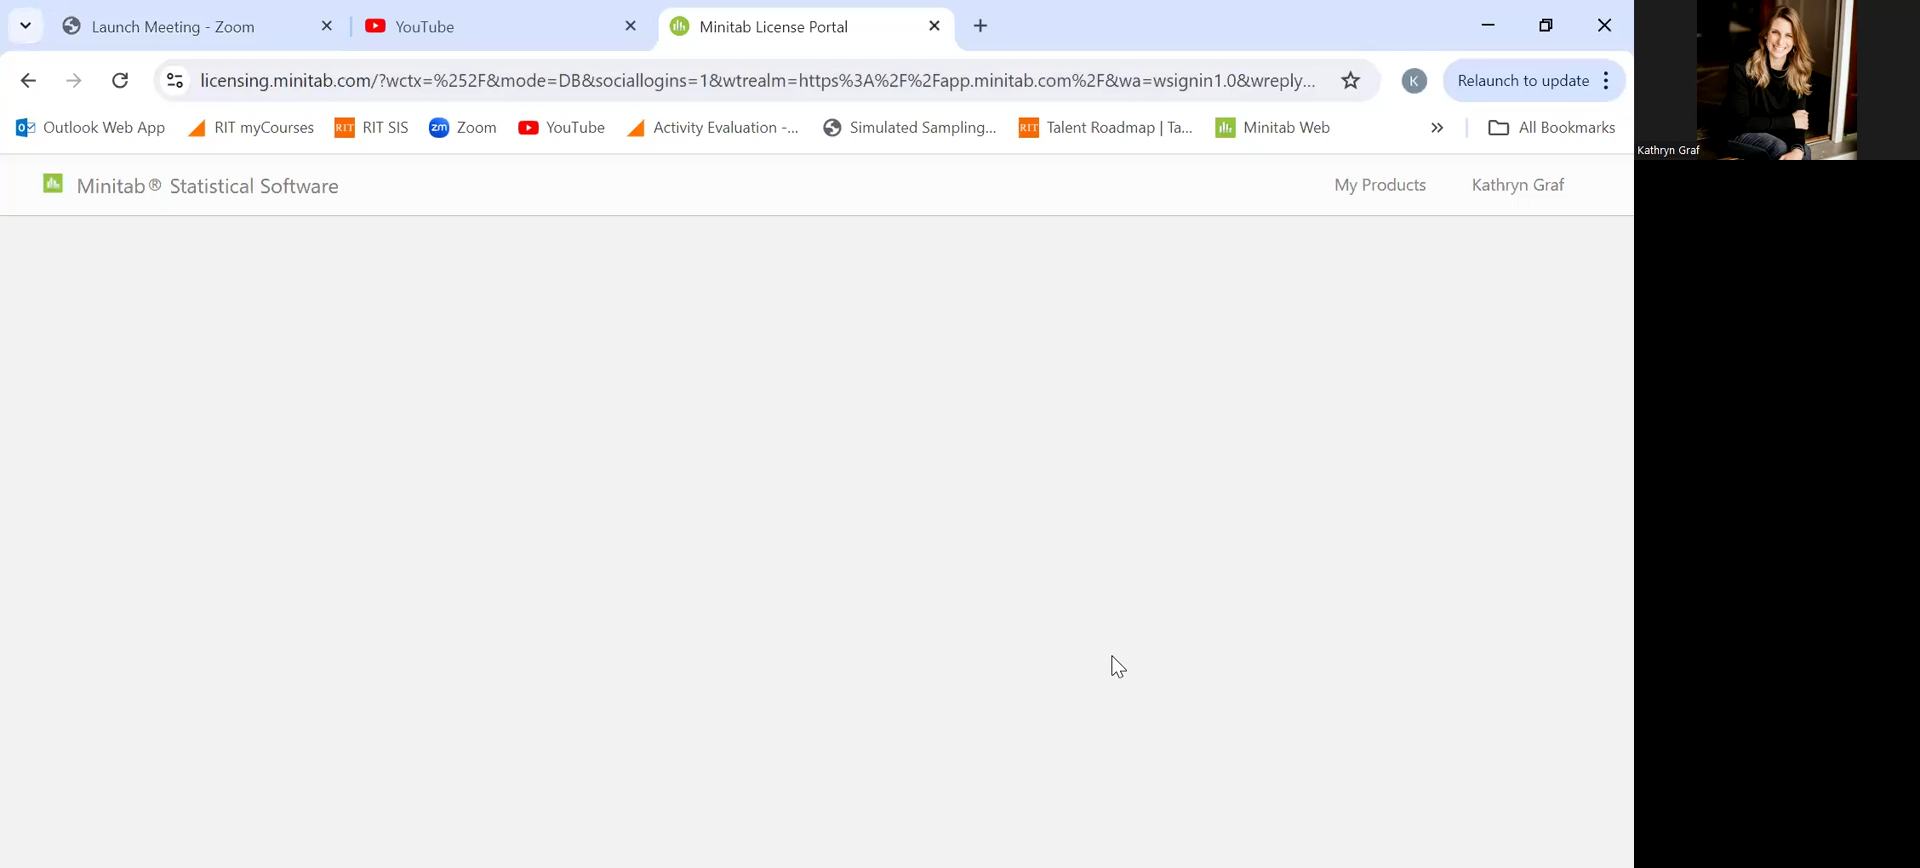 Launch Meeting - Zoom
YouTube
Minitab License Portal
licensing.minitab.com/?wctx=%252F&mode=DB&sociallogins=1&wtrealm=https%3A%2F%2Fapp.minitab.com%2F&wa=wsignin1.0&wreply...
K
Relaunch to update
Outlook Web App
RIT myCourses
RIT RIT SIS
zm Zoom
YouTube
Activity Evaluation -...
Simulated Sampling...
RIT Talent Roadmap | Ta...
Minitab Web
»
All Bookmarks
Minitab® Statistical Software
My Products
Kathryn Graf
Kathryn Graf